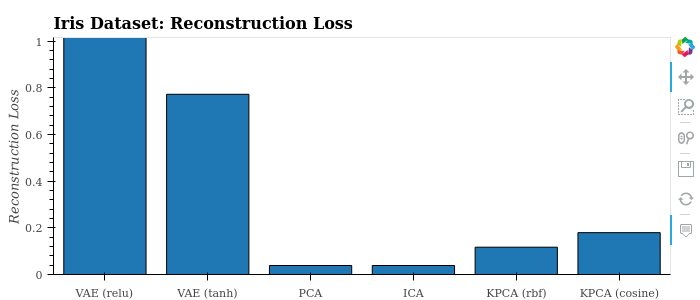 Iris Dataset: Reconstruction Loss
Reconstruction Loss
1
0.8
0.6
0.4
0.2
0
VAE (relu)
VAE (tanh)
PCA
ICA
KPCA (rbf)
KPCA (cosine)